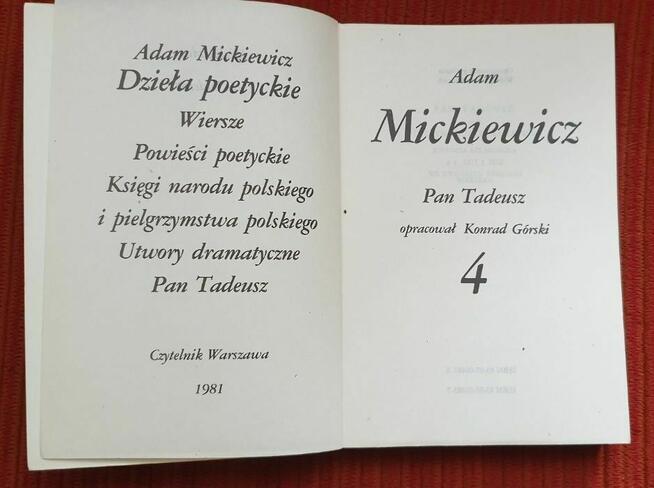 Adam Mickiewicz
Dzieła poetyckie
Wiersze
Powieści poetyckie
Księgi narodu polskiego
i pielgrzymstwa polskiego
Utwory dramatyczne
Pan Tadeusz
Czytelnik Warszawa
1981
Adam
Mickiewicz
Pan Tadeusz
opracował Konrad Górski
4